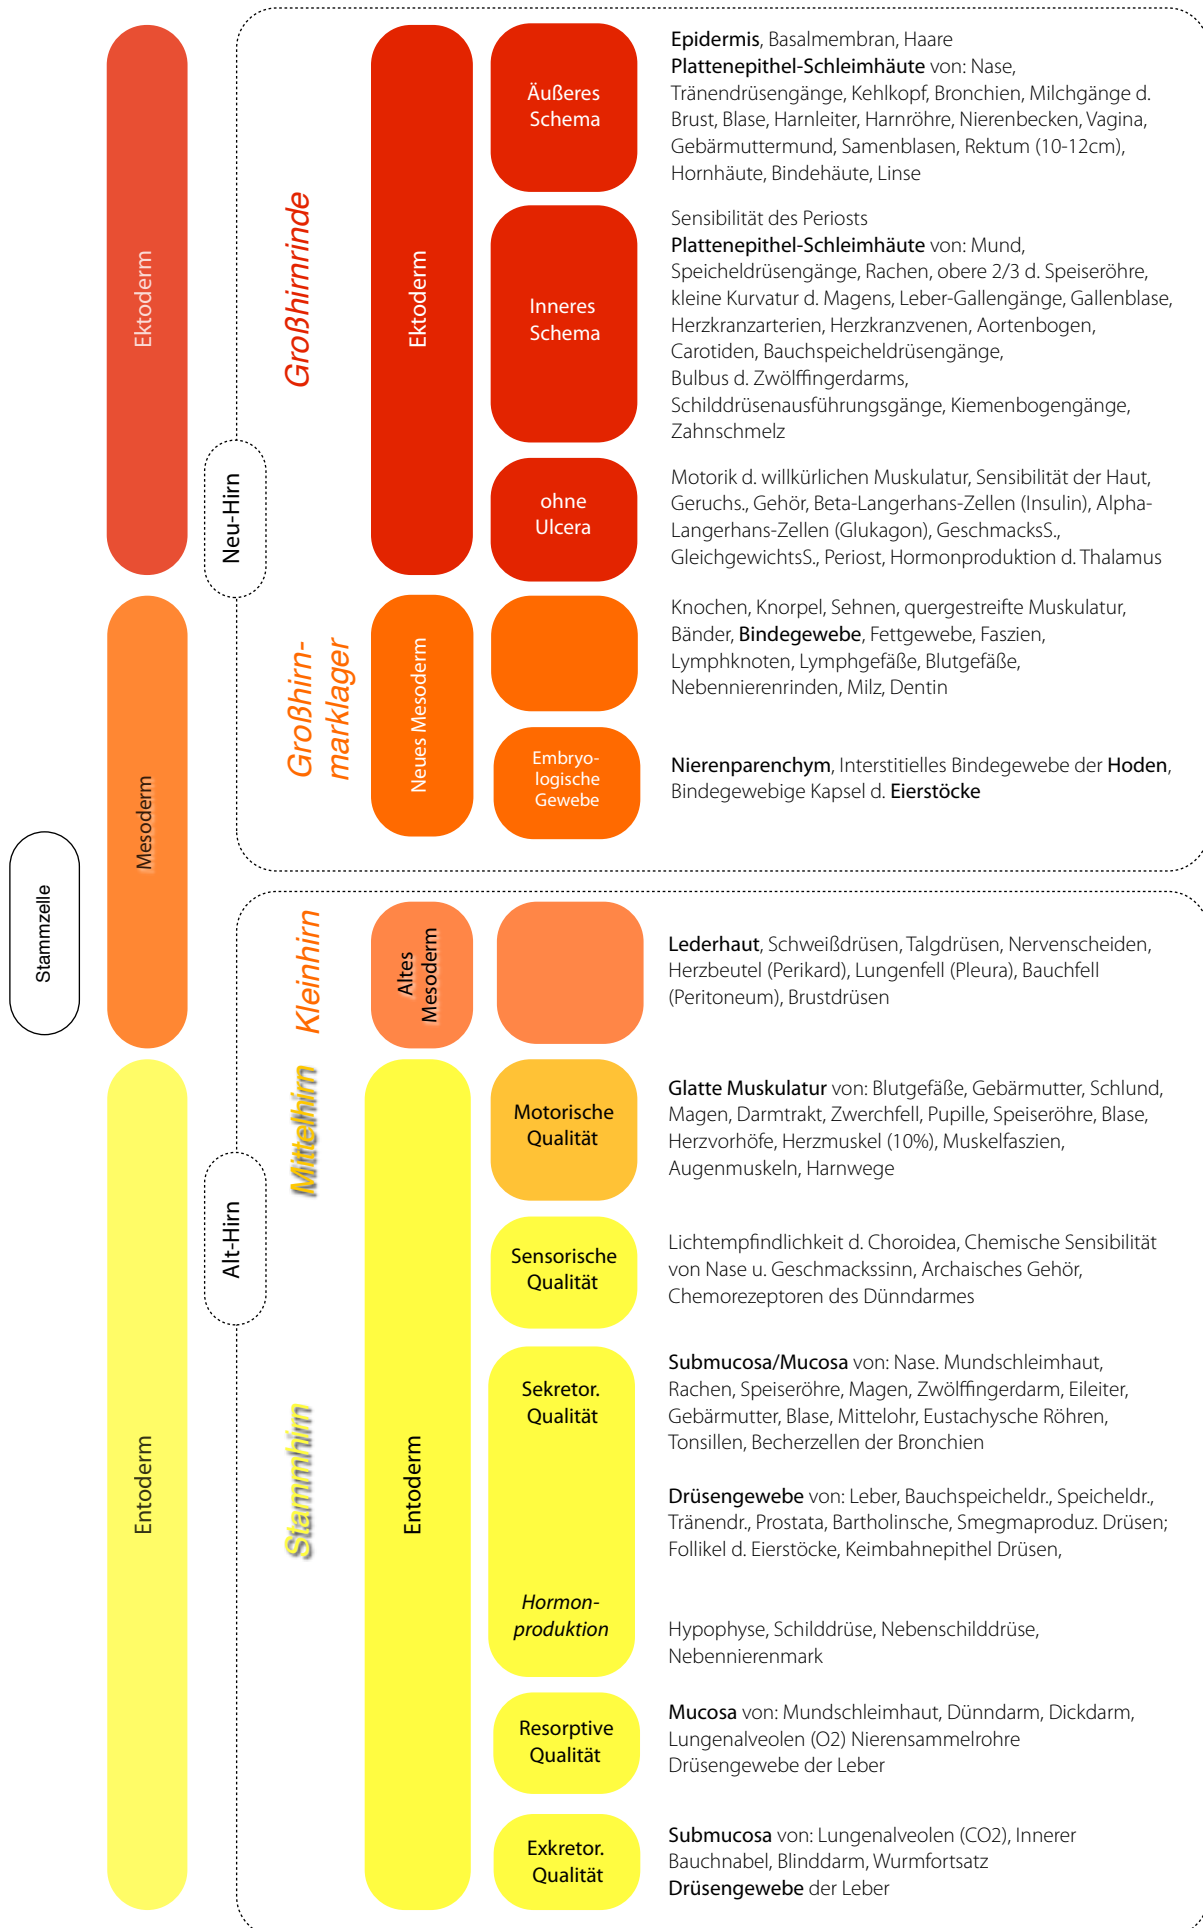 Stammzelle
Ektoderm
Mesoderm
Entoderm
Neu-Hirn
Alt-Hirn
Großhirnrinde
Ektoderm
Äußeres
Schema
Epidermis, Basalmembran, Haare
Plattenepithel-Schleimhäute von: Nase,
Tränendrüsengänge, Kehlkopf, Bronchien, Milchgänge d.
Brust, Blase, Harnleiter, Harnröhre, Nierenbecken, Vagina,
Gebärmuttermund, Samenblasen, Rektum (10-12cm),
Hornhäute, Bindehäute, Linse
Inneres
Schema
Sensibilität des Periosts
Plattenepithel-Schleimhäute von: Mund,
Speicheldrüsengänge, Rachen, obere 2/3 d. Speiseröhre,
kleine Kurvatur d. Magens, Leber-Gallengänge, Gallenblase,
Herzkranzarterien, Herzkranzvenen, Aortenbogen,
Carotiden, Bauchspeicheldrüsengänge,
Bulbus d. Zwölffingerdarms,
Schilddrüsenausführungsgänge, Kiemenbogengänge,
Zahnschmelz
ohne
Ulcera
Motorik d. willkürlichen Muskulatur, Sensibilität der Haut,
Geruchs., Gehör, Beta-Langerhans-Zellen (Insulin), Alpha-
Langerhans-Zellen (Glukagon), GeschmacksS.,
GleichgewichtsS., Periost, Hormonproduktion d. Thalamus
Großhirn-
marklager
Neues Mesoderm
Knochen, Knorpel, Sehnen, quergestreifte Muskulatur,
Bänder, Bindegewebe, Fettgewebe, Faszien,
Lymphknoten, Lymphgefäße, Blutgefäße,
Nebennierenrinden, Milz, Dentin
Embryo-
logische
Gewebe
Nierenparenchym, Interstitielles Bindegewebe der Hoden,
Bindegewebige Kapsel d. Eierstöcke
Kleinhirn
Altes
Mesoderm
Lederhaut, Schweißdrüsen, Talgdrüsen, Nervenscheiden,
Herzbeutel (Perikard), Lungenfell (Pleura), Bauchfell
(Peritoneum), Brustdrüsen
Mittelhirn
Entoderm
Motorische
Qualität
Glatte Muskulatur von: Blutgefäße, Gebärmutter, Schlund,
Magen, Darmtrakt, Zwerchfell, Pupille, Speiseröhre, Blase,
Herzvorhöfe, Herzmuskel (10%), Muskelfaszien,
Augenmuskeln, Harnwege
Stammhirn
Sensorische
Qualität
Lichtempfindlichkeit d. Choroidea, Chemische Sensibilität
von Nase u. Geschmackssinn, Archaisches Gehör,
Chemorezeptoren des Dünndarmes
Sekretor.
Qualität
Submucosa/Mucosa von: Nase. Mundschleimhaut,
Rachen, Speiseröhre, Magen, Zwölffingerdarm, Eileiter,
Gebärmutter, Blase, Mittelohr, Eustachysche Röhren,
Tonsillen, Becherzellen der Bronchien
Drüsengewebe von: Leber, Bauchspeicheldr., Speicheldr.,
Tränendr., Prostata, Bartholinsche, Smegmaproduz. Drüsen;
Follikel d. Eierstöcke, Keimbahnepithel Drüsen,
Hormon-
produktion
Hypophyse, Schilddrüse, Nebenschilddrüse,
Nebennierenmark
Resorptive
Qualität
Mucosa von: Mundschleimhaut, Dünndarm, Dickdarm,
Lungenalveolen (O2) Nierensammelrohre
Drüsengewebe der Leber
Exkretor.
Qualität
Submucosa von: Lungenalveolen (CO2), Innerer
Bauchnabel, Blinddarm, Wurmfortsatz
Drüsengewebe der Leber